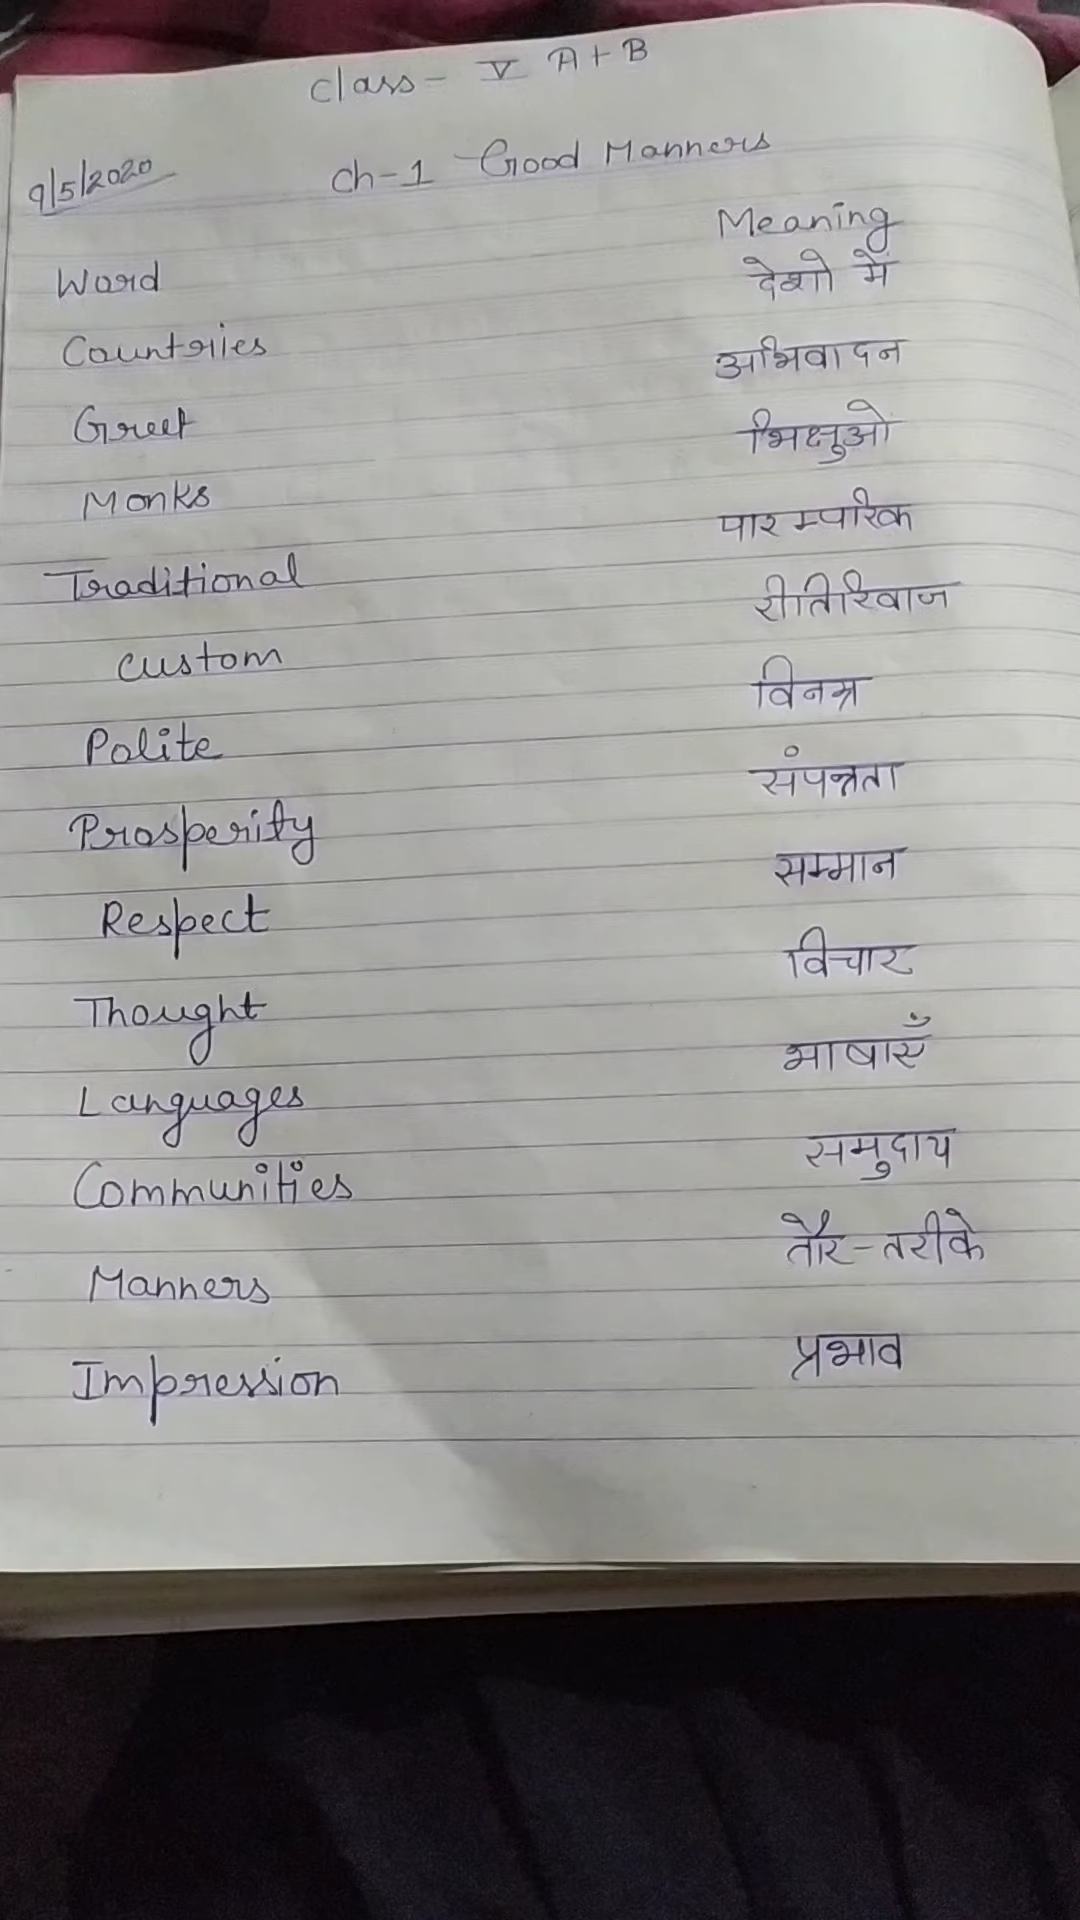 Class - V A+B
9/5/2020 Ch-1 Good Manners
Word Meaning
Countries देशो में
Greet अभिवादन
Monks भिक्षुओ
Traditional पारम्परिक
Custom रीतिरिवाज
Polite विनम्र
Prosperity संपन्नता
Respect सम्मान
Thought विचार
Languages भाषाएँ
Communities समुदाय
Manners तौर-तरीके
Impression प्रभाव